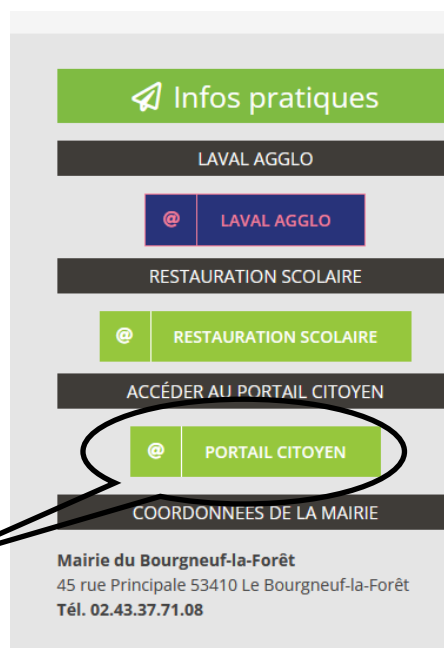 Infos pratiques
LAVAL AGGLO
@ LAVAL AGGLO
RESTAURATION SCOLAIRE
@ RESTAURATION SCOLAIRE
ACCÉDER AU PORTAIL CITOYEN
@ PORTAIL CITOYEN
COORDONNÉES DE LA MAIRIE
Mairie du Bourgneuf-la-Forêt
45 rue Principale 53410 Le Bourgneuf-la-Forêt
Tél. 02.43.37.71.08